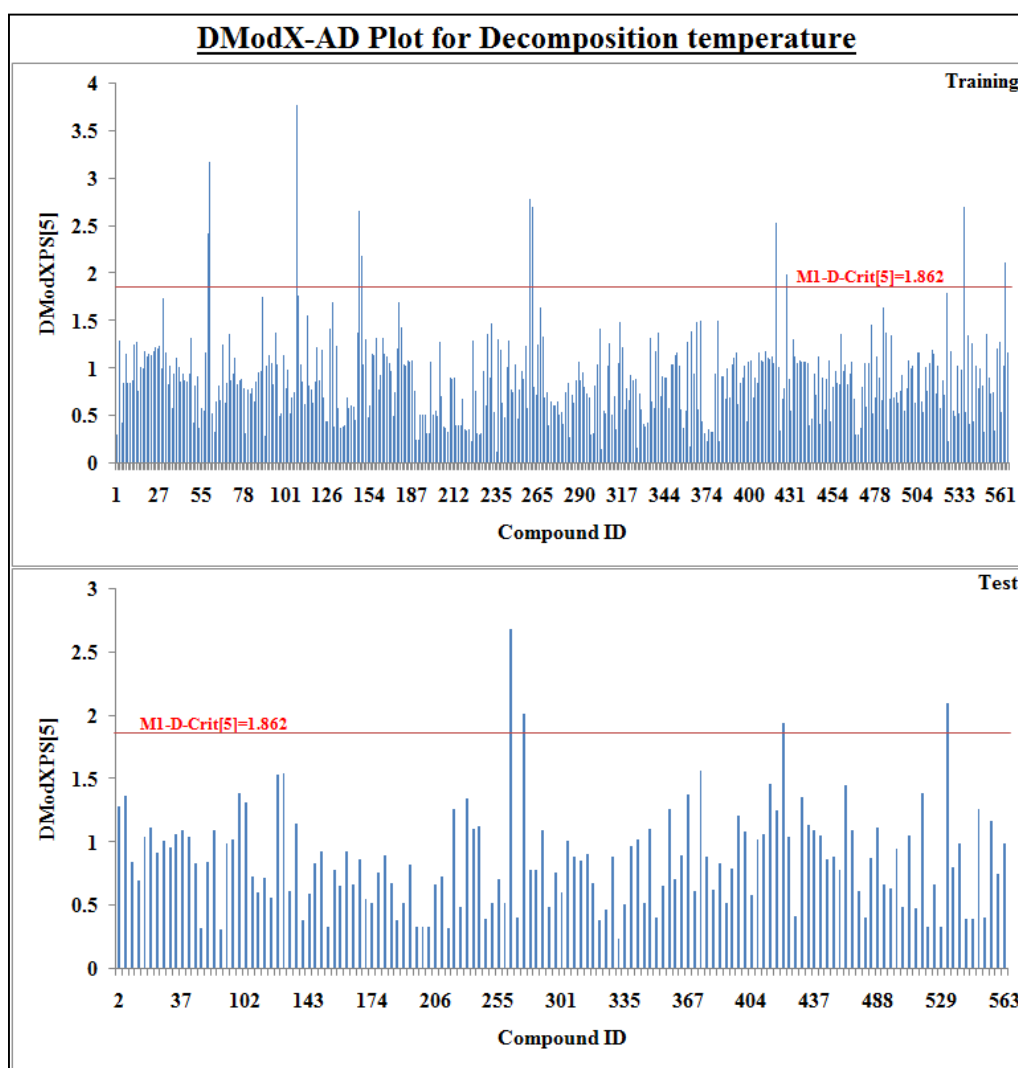 DModX-AD Plot for Decomposition temperature
Training
4
3.5
3
2.5
2
1.5
1
0.5
0
DModXPS[5]
M1-D-Crit[5]=1.862
1 27 55 78 101 126 154 187 212 235 265 290 317 344 374 400 431 454 478 504 533 561
Compound ID
Test
3
2.5
2
1.5
1
0.5
0
DModXPS[5]
M1-D-Crit[5]=1.862
2 37 102 143 174 206 255 301 335 367 404 437 488 529 563
Compound ID